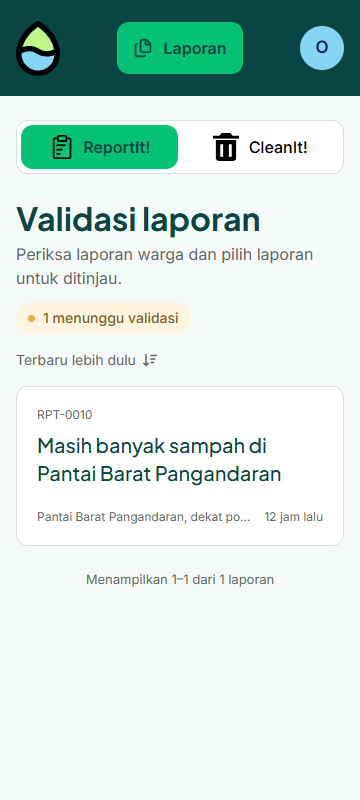 Laporan
O
ReportIt!
CleanIt!
Validasi laporan
Periksa laporan warga dan pilih laporan
untuk ditinjau.
1 menunggu validasi
Terbaru lebih dulu
RPT-0010
Masih banyak sampah di
Pantai Barat Pangandaran
Pantai Barat Pangandaran, dekat po... 12 jam lalu
Menampilkan 1–1 dari 1 laporan